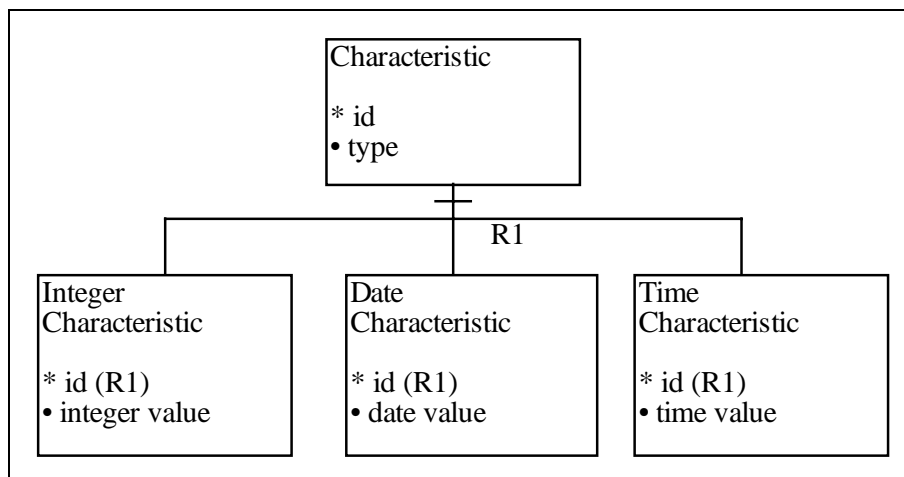 Characteristic
* id
• type
R1
Integer
Characteristic
* id (R1)
• integer value
Date
Characteristic
* id (R1)
• date value
Time
Characteristic
* id (R1)
• time value